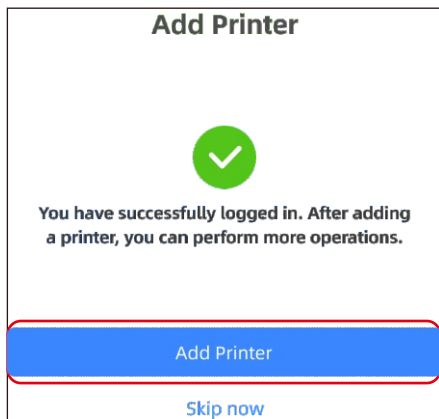 Add Printer
You have successfully logged in. After adding
a printer, you can perform more operations.
Add Printer
Skip now